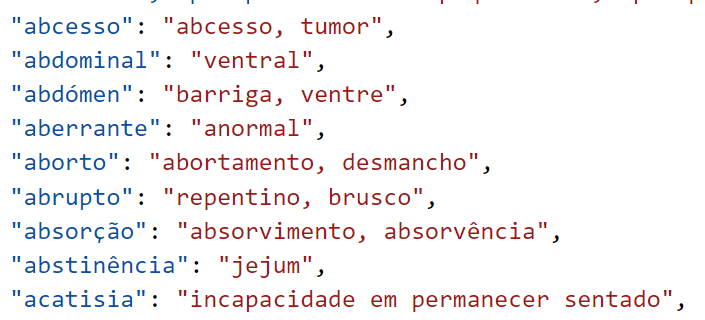 "abcesso": "abcesso, tumor",
"abdominal": "ventral",
"abdómen": "barriga, ventre",
"aberrante": "anormal",
"aborto": "abortamento, desmancho",
"abrupto": "repentino, brusco",
"absorção": "absorvimento, absorvência",
"abstinência": "jejum",
"acatisia": "incapacidade em permanecer sentado",